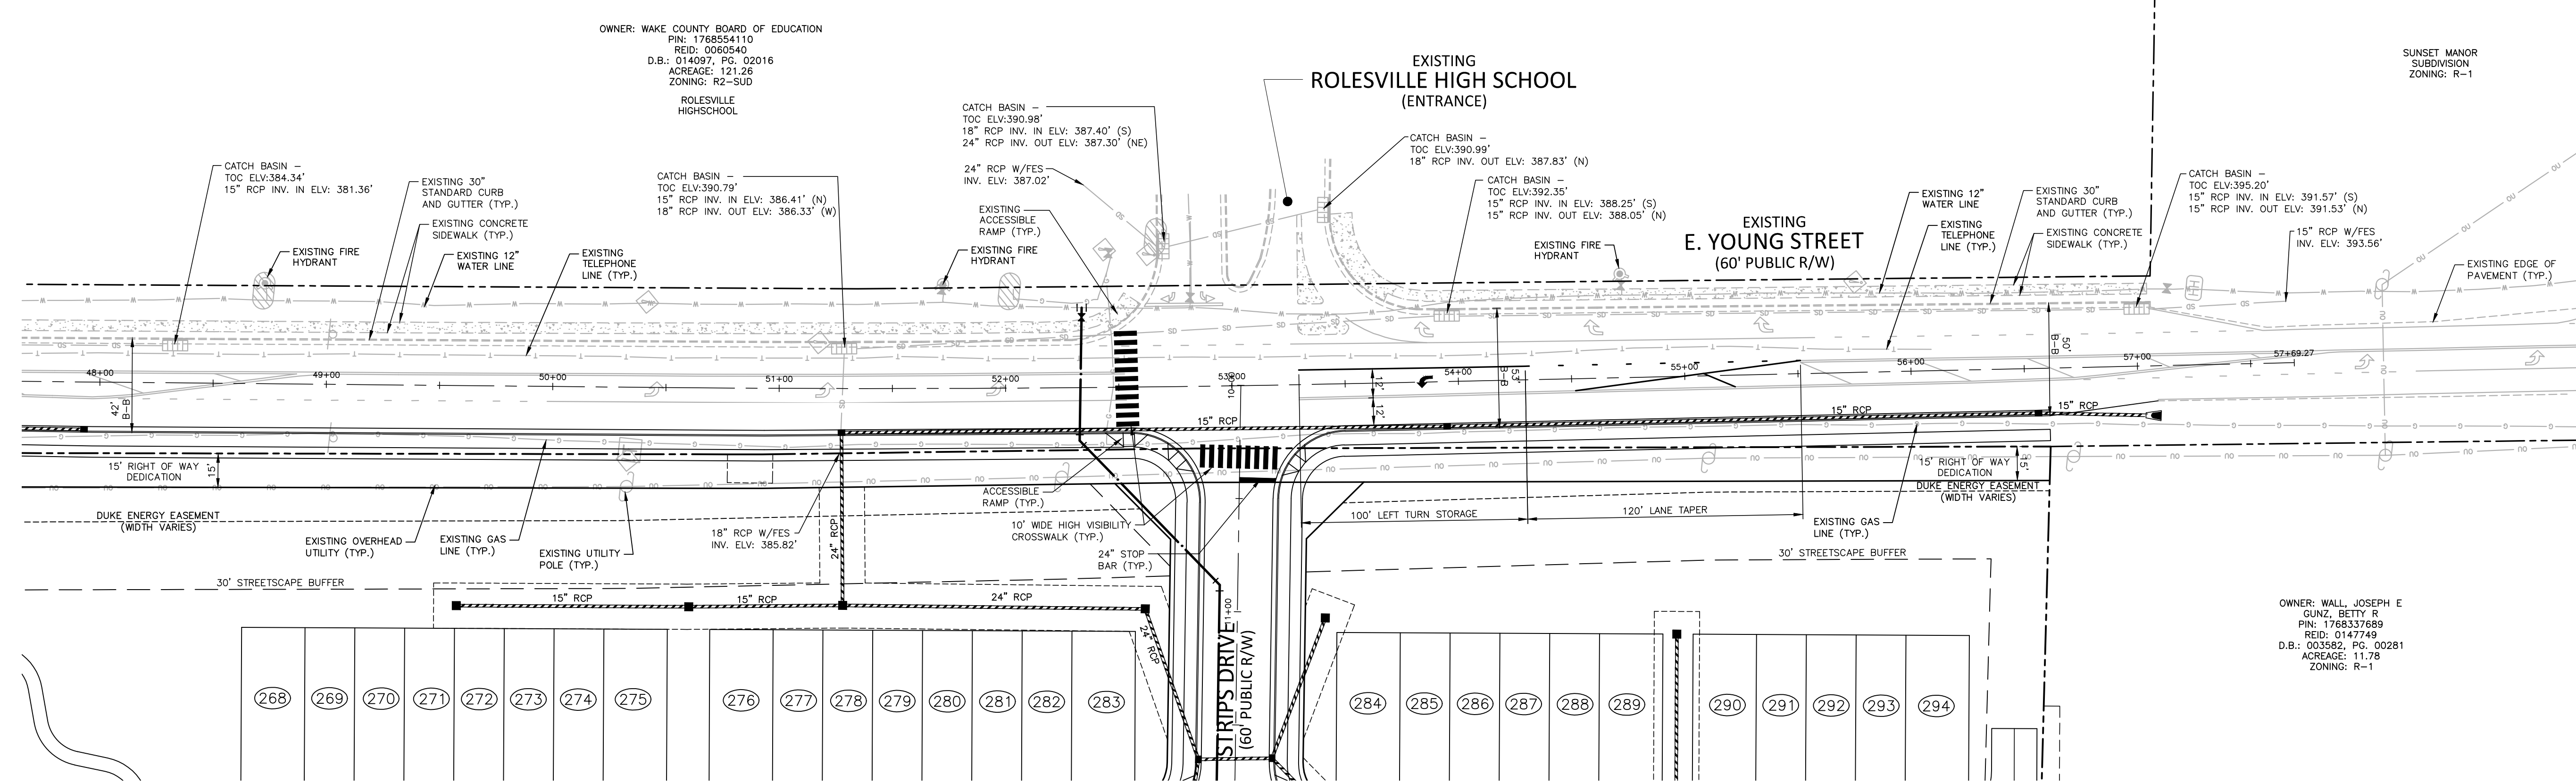 OWNER: WAKE COUNTY BOARD OF EDUCATION
PIN: 1768554110
REID: 0060540
D.B.: 014097, PG. 02016
ACREAGE: 121.26
ZONING: R2-SUD
ROLESVILLE
HIGHSCHOOL
EXISTING
ROLESVILLE HIGH SCHOOL
(ENTRANCE)
SUNSET MANOR
SUBDIVISION
ZONING: R-1
CATCH BASIN -
TOC ELV:384.34'
15" RCP INV. IN ELV: 381.36'
EXISTING 30"
STANDARD CURB
AND GUTTER (TYP.)
EXISTING CONCRETE
SIDEWALK (TYP.)
EXISTING FIRE
HYDRANT
EXISTING 12"
WATER LINE
EXISTING
TELEPHONE
LINE (TYP.)
CATCH BASIN -
TOC ELV:390.79'
15" RCP INV. IN ELV: 386.41' (N)
18" RCP INV. OUT ELV: 386.33' (W)
CATCH BASIN -
TOC ELV:390.98'
18" RCP INV. IN ELV: 387.40' (S)
24" RCP INV. OUT ELV: 387.30' (NE)
24" RCP W/FES
INV. ELV: 387.02'
EXISTING
ACCESSIBLE
RAMP (TYP.)
EXISTING FIRE
HYDRANT
CATCH BASIN -
TOC ELV:390.99'
18" RCP INV. OUT ELV: 387.83' (N)
CATCH BASIN -
TOC ELV:392.35'
15" RCP INV. IN ELV: 388.25' (S)
15" RCP INV. OUT ELV: 388.05' (N)
EXISTING FIRE
HYDRANT
EXISTING
E. YOUNG STREET
(60' PUBLIC R/W)
EXISTING 12"
WATER LINE
EXISTING
TELEPHONE
LINE (TYP.)
EXISTING 30"
STANDARD CURB
AND GUTTER (TYP.)
EXISTING CONCRETE
SIDEWALK (TYP.)
CATCH BASIN -
TOC ELV:395.20'
15" RCP INV. IN ELV: 391.57' (S)
15" RCP INV. OUT ELV: 391.53' (N)
15" RCP W/FES
INV. ELV: 393.56'
EXISTING EDGE OF
PAVEMENT (TYP.)
48+00
49+00
50+00
51+00
52+00
53+00
54+00
55+00
56+00
57+00
57+69.27
10+00
42'
B-B
12'
12'
53'
B-B
50'
B-B
15" RCP
15" RCP
15" RCP
15' RIGHT OF WAY
DEDICATION
15'
15' RIGHT OF WAY
DEDICATION
15'
DUKE ENERGY EASEMENT
(WIDTH VARIES)
DUKE ENERGY EASEMENT
(WIDTH VARIES)
EXISTING OVERHEAD
UTILITY (TYP.)
EXISTING GAS
LINE (TYP.)
EXISTING UTILITY
POLE (TYP.)
18" RCP W/FES
INV. ELV: 385.82'
24" RCP
ACCESSIBLE
RAMP (TYP.)
10' WIDE HIGH VISIBILITY
CROSSWALK (TYP.)
24" STOP
BAR (TYP.)
100' LEFT TURN STORAGE
120' LANE TAPER
EXISTING GAS
LINE (TYP.)
30' STREETSCAPE BUFFER
30' STREETSCAPE BUFFER
15" RCP
15" RCP
24" RCP
24" RCP
11+00
STRIPS DRIVE
(60' PUBLIC R/W)
OWNER: WALL, JOSEPH E
GUNZ, BETTY R
PIN: 1768337689
REID: 0147749
D.B.: 003582, PG. 00281
ACREAGE: 11.78
ZONING: R-1
268
269
270
271
272
273
274
275
276
277
278
279
280
281
282
283
284
285
286
287
288
289
290
291
292
293
294